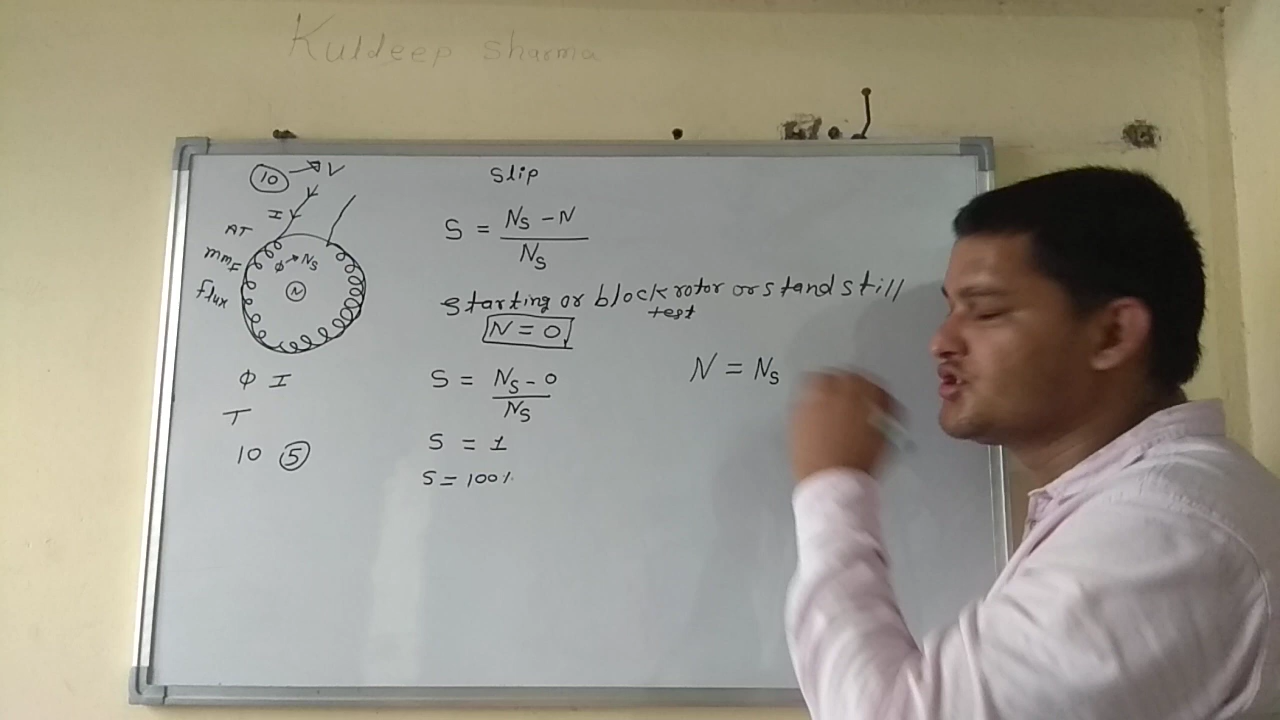 Kuldeep Sharma
10 → V
I
AT
mmf
flux
φ → Ns
N
φ I
T
10 5
Slip
S = Ns - N / Ns
Starting or block rotor or stand still
test
N = 0
S = Ns - 0 / Ns
S = 1
S = 100%
N = Ns